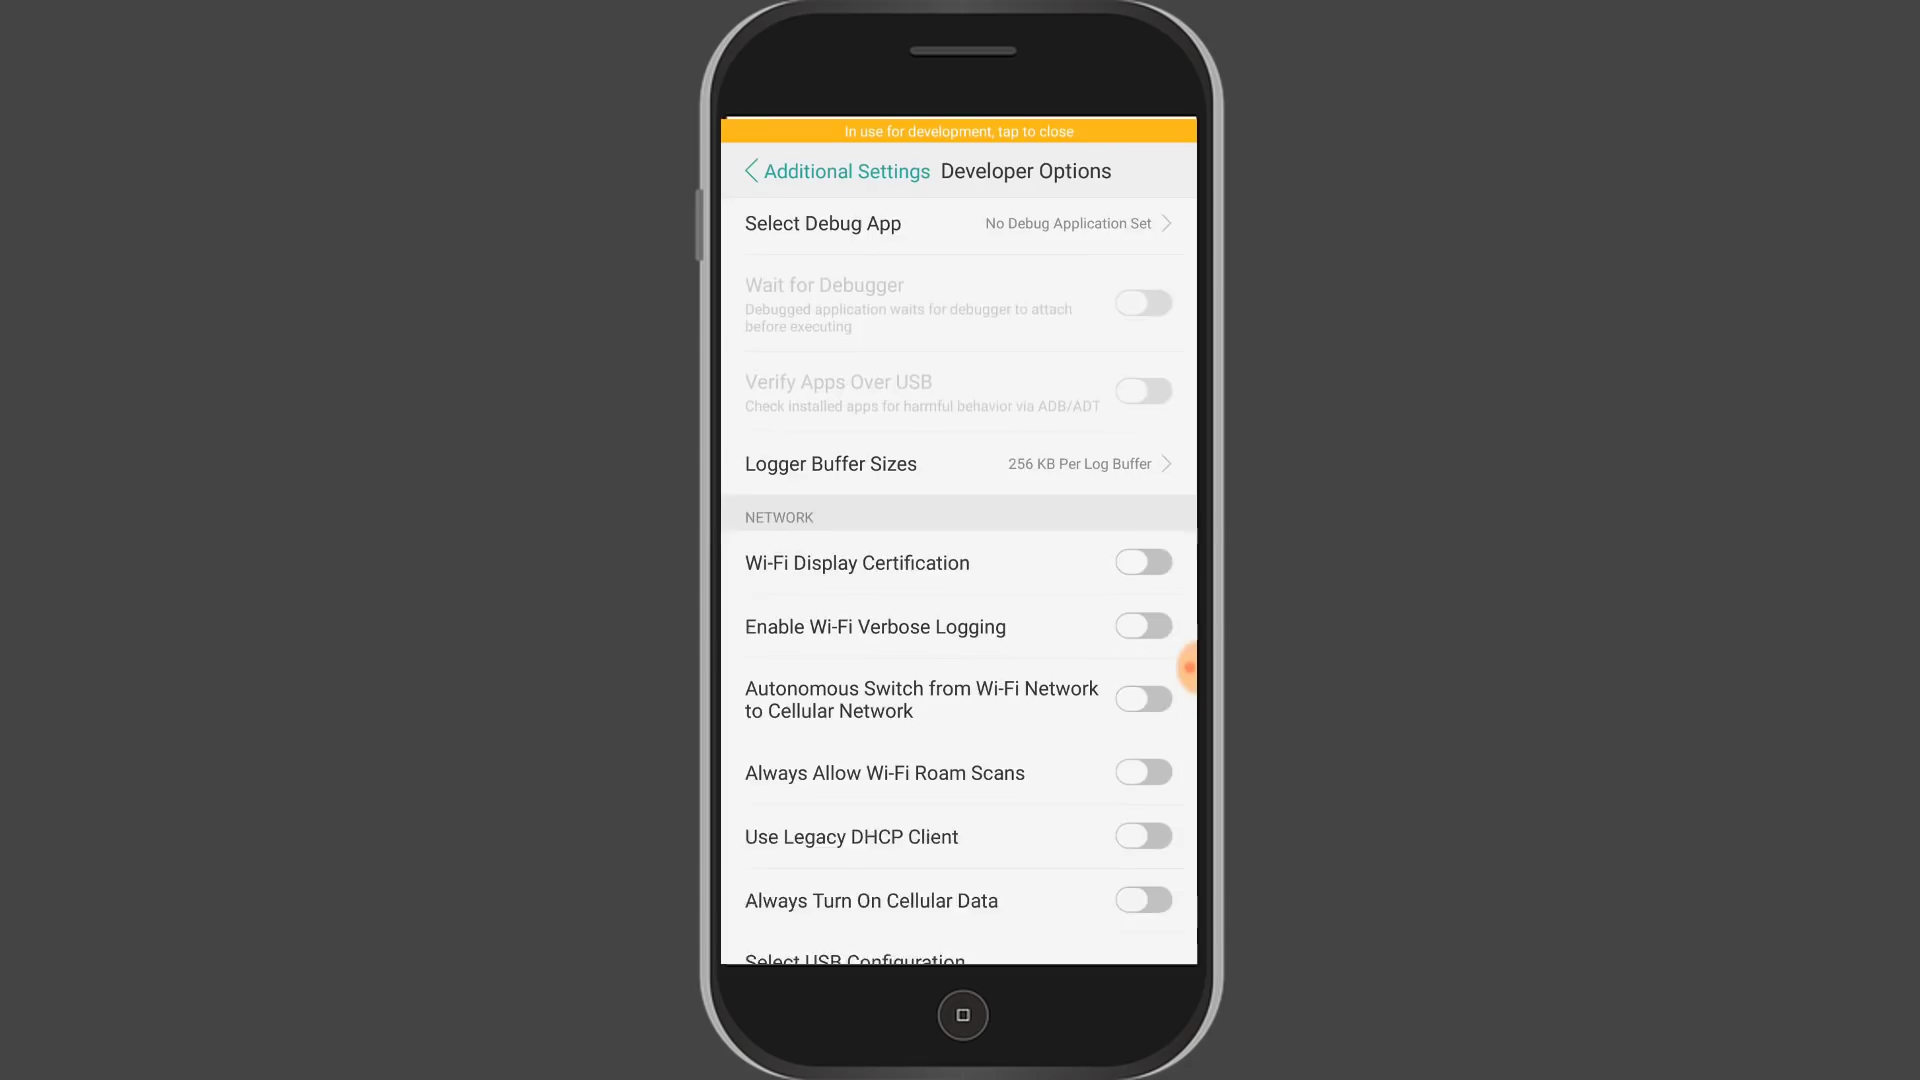 In use for development, tap to close
Additional Settings Developer Options
Select Debug App No Debug Application Set
Wait for Debugger
Debugged application waits for debugger to attach
before executing
Verify Apps Over USB
Check installed apps for harmful behavior via ADB/ADT
Logger Buffer Sizes 256 KB Per Log Buffer
NETWORK
Wi-Fi Display Certification
Enable Wi-Fi Verbose Logging
Autonomous Switch from Wi-Fi Network
to Cellular Network
Always Allow Wi-Fi Roam Scans
Use Legacy DHCP Client
Always Turn On Cellular Data
Select USB Configuration